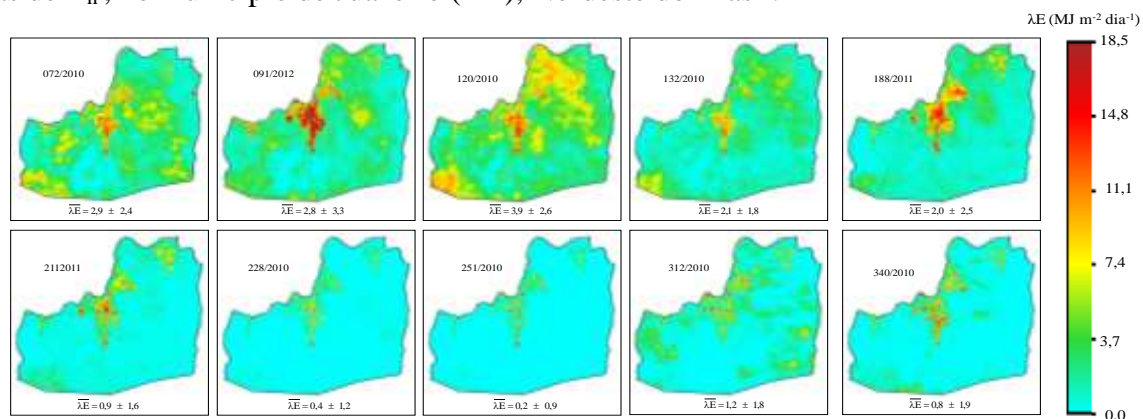 λE (MJ m-2 dia-1)
072/2010
091/2012
120/2010
132/2010
188/2011
18,5
14,8
11,1
7,4
3,7
0,0
λE = 2,9 ± 2,4
λE = 2,8 ± 3,3
λE = 3,9 ± 2,6
λE = 2,1 ± 1,8
λE = 2,0 ± 2,5
2112011
228/2010
251/2010
312/2010
340/2010
λE = 0,9 ± 1,6
λE = 0,4 ± 1,2
λE = 0,2 ± 0,9
λE = 1,2 ± 1,8
λE = 0,8 ± 1,9